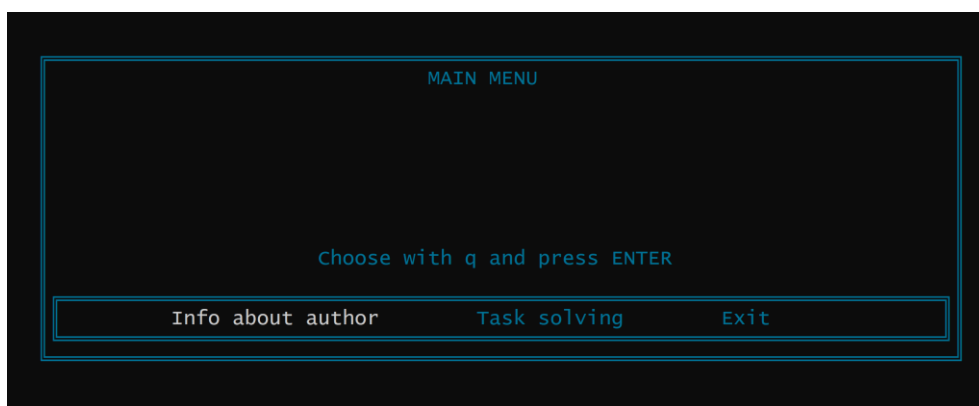 MAIN MENU
Choose with q and press ENTER
Info about author Task solving Exit